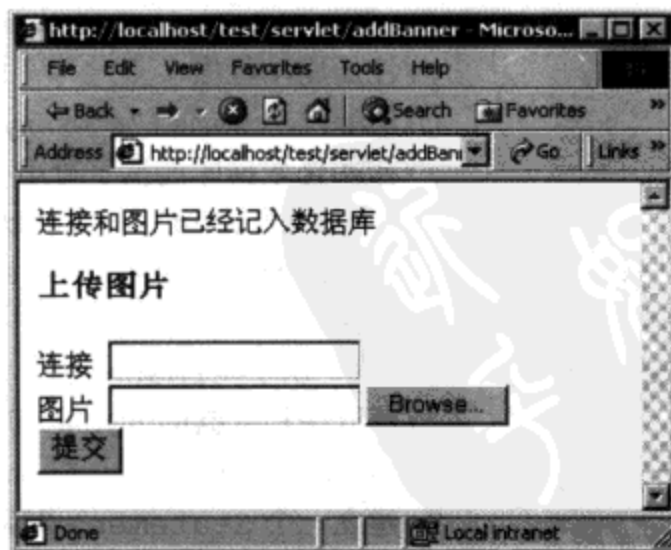 http://localhost/test/servlet/addBanner - Microso...
File Edit View Favorites Tools Help
Back Search Favorites »
Address http://localhost/test/servlet/addBan Go Links »
连接和图片已经记入数据库
上传图片
连接
图片 Browse...
提交
Done Local intranet